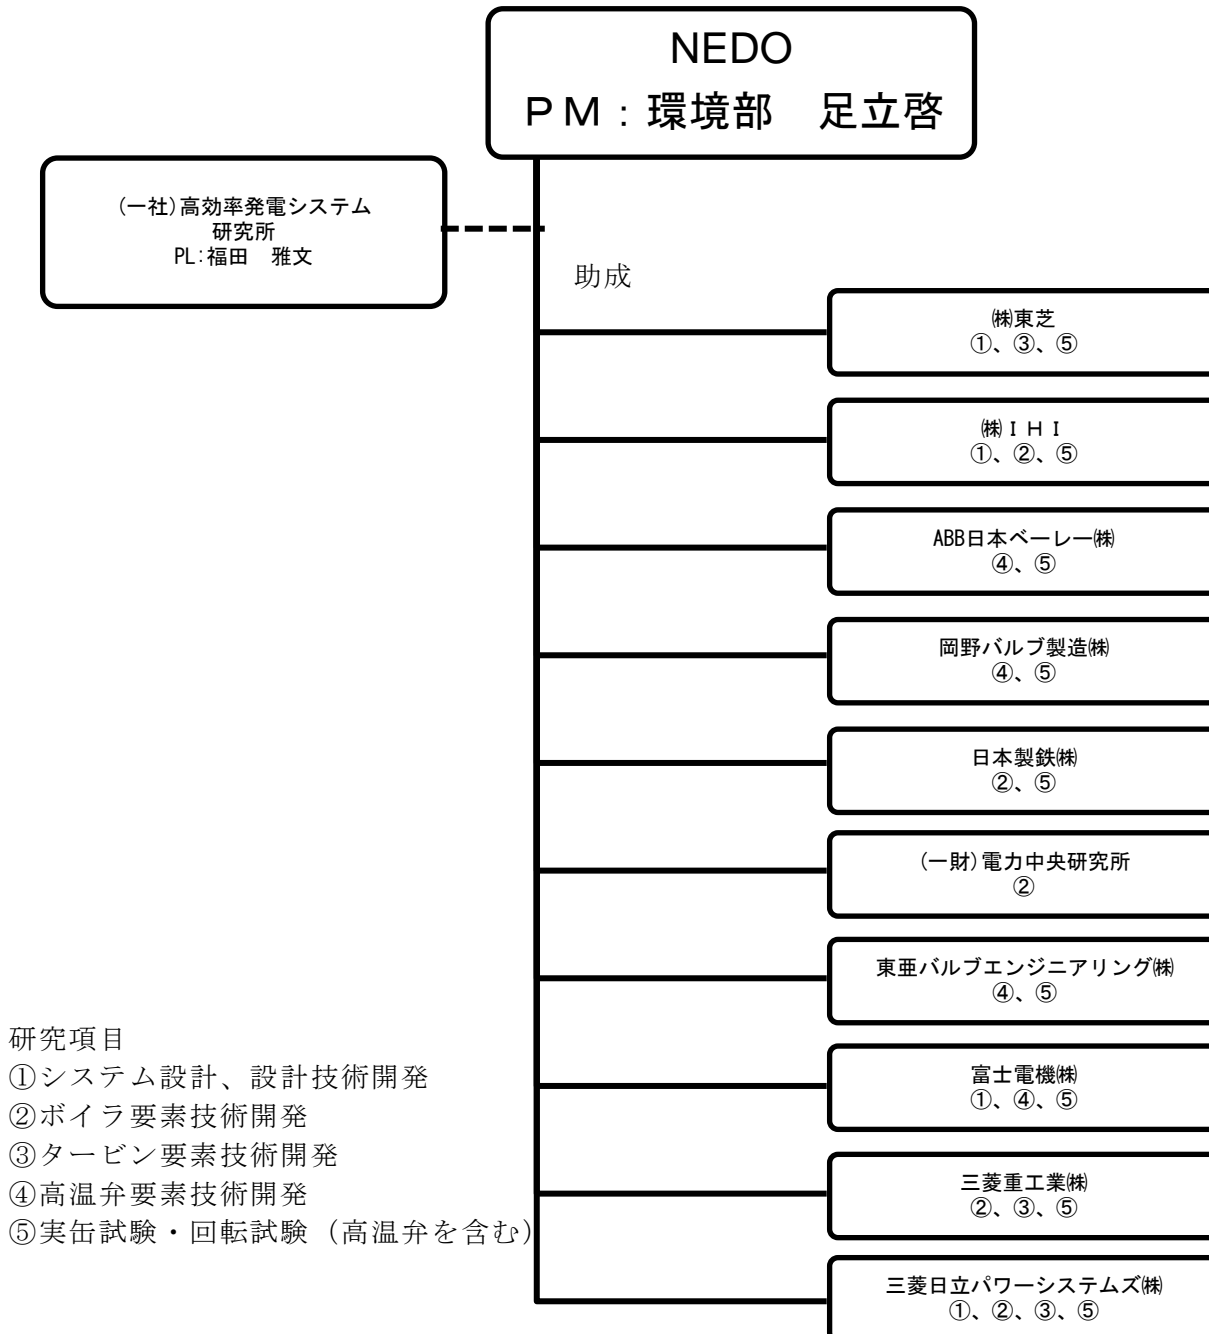 NEDO
ＰＭ：環境部　足立啓
(一社)高効率発電システム
研究所
PL:福田　雅文
助成
㈱東芝
①、③、⑤
㈱ＩＨＩ
①、②、⑤
ABB日本ベーレー㈱
④、⑤
岡野バルブ製造㈱
④、⑤
日本製鉄㈱
②、⑤
(一財)電力中央研究所
②
東亜バルブエンジニアリング㈱
④、⑤
富士電機㈱
①、④、⑤
三菱重工業㈱
②、③、⑤
三菱日立パワーシステムズ㈱
①、②、③、⑤
研究項目
①システム設計、設計技術開発
②ボイラ要素技術開発
③タービン要素技術開発
④高温弁要素技術開発
⑤実缶試験・回転試験（高温弁を含む）